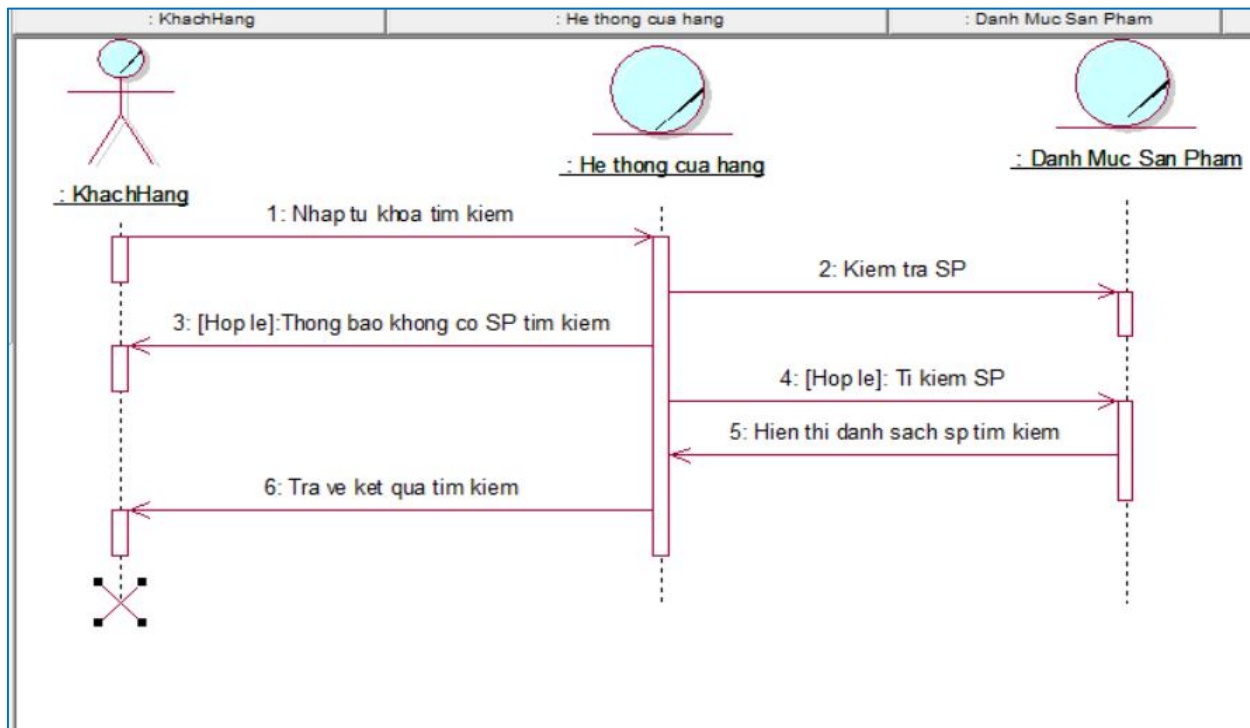 : KhachHang
: He thong cua hang
: Danh Muc San Pham
: KhachHang
: He thong cua hang
: Danh Muc San Pham
1: Nhap tu khoa tim kiem
2: Kiem tra SP
3: [Hop le]:Thong bao khong co SP tim kiem
4: [Hop le]: Ti kiem SP
5: Hien thi danh sach sp tim kiem
6: Tra ve ket qua tim kiem